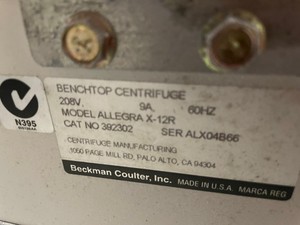 BENCHTOP CENTRIFUGE
208V, 9A, 60HZ
MODEL ALLEGRA X-12R
CAT NO 392302 SER ALX04B66
N395
CENTRIFUGE MANUFACTURING
1050 PAGE MILL RD, PALO ALTO, CA 94304
Beckman Coulter, Inc. MADE IN U.S.A. MARCA REG